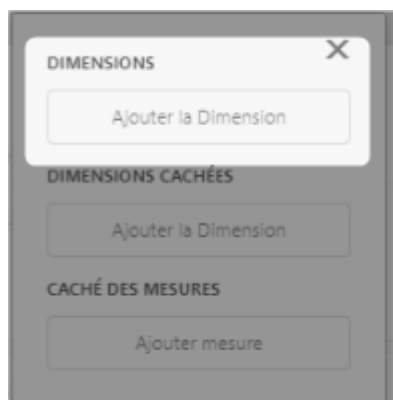 DIMENSIONS
Ajouter la Dimension
DIMENSIONS CACHÉES
Ajouter la Dimension
CACHÉ DES MESURES
Ajouter mesure